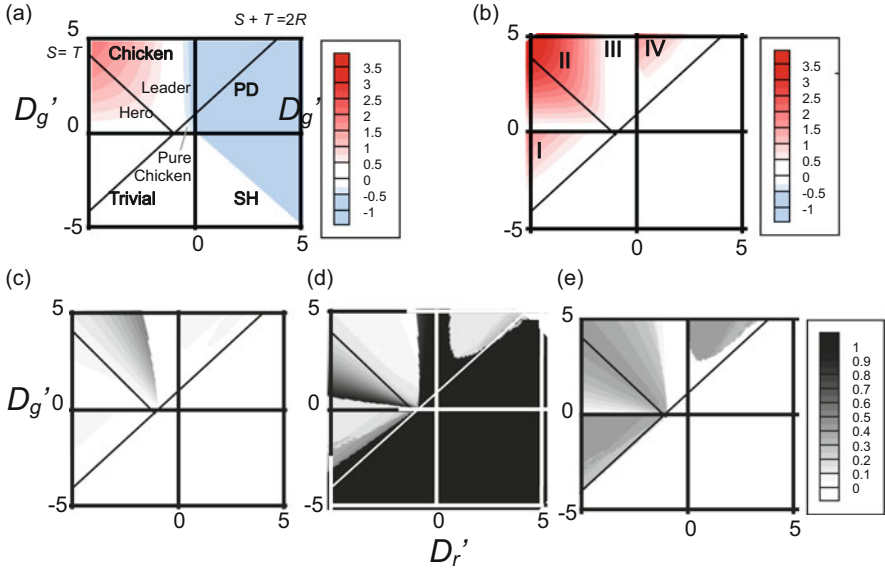 (a)
S + T =2R
5
S= T
Chicken
Leader
PD
D_g'
Hero
0
Pure
Chicken
Trivial
SH
-5
0
5
3.5
3
2.5
2
1.5
1
0.5
0
-0.5
-1
(b)
5
II
III
IV
D_g'
0
I
-5
0
5
3.5
3
2.5
2
1.5
1
0.5
0
-0.5
-1
(c)
5
D_g'
0
-5
0
5
(d)
5
0
-5
0
5
D_r'
(e)
5
0
-5
0
5
1
0.9
0.8
0.7
0.6
0.5
0.4
0.3
0.2
0.1
0